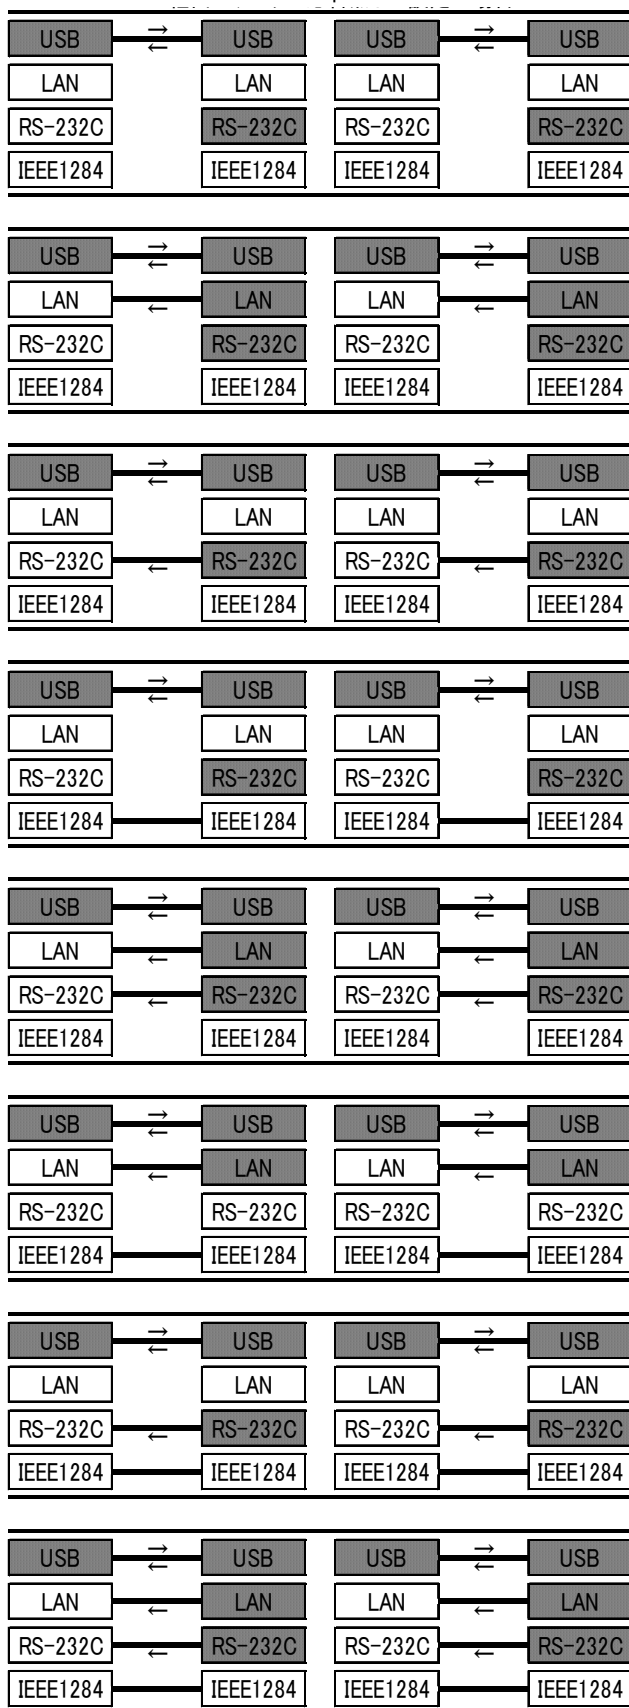 USB → ← USB USB → ← USB
LAN LAN LAN LAN
RS-232C RS-232C RS-232C RS-232C
IEEE1284 IEEE1284 IEEE1284 IEEE1284
USB → ← USB USB → ← USB
LAN ← LAN LAN ← LAN
RS-232C RS-232C RS-232C RS-232C
IEEE1284 IEEE1284 IEEE1284 IEEE1284
USB → ← USB USB → ← USB
LAN LAN LAN LAN
RS-232C ← RS-232C RS-232C ← RS-232C
IEEE1284 IEEE1284 IEEE1284 IEEE1284
USB → ← USB USB → ← USB
LAN LAN LAN LAN
RS-232C RS-232C RS-232C RS-232C
IEEE1284 IEEE1284 IEEE1284 IEEE1284
USB → ← USB USB → ← USB
LAN ← LAN LAN ← LAN
RS-232C ← RS-232C RS-232C ← RS-232C
IEEE1284 IEEE1284 IEEE1284 IEEE1284
USB → ← USB USB → ← USB
LAN ← LAN LAN ← LAN
RS-232C RS-232C RS-232C RS-232C
IEEE1284 IEEE1284 IEEE1284 IEEE1284
USB → ← USB USB → ← USB
LAN LAN LAN LAN
RS-232C ← RS-232C RS-232C ← RS-232C
IEEE1284 IEEE1284 IEEE1284 IEEE1284
USB → ← USB USB → ← USB
LAN ← LAN LAN ← LAN
RS-232C ← RS-232C RS-232C ← RS-232C
IEEE1284 IEEE1284 IEEE1284 IEEE1284